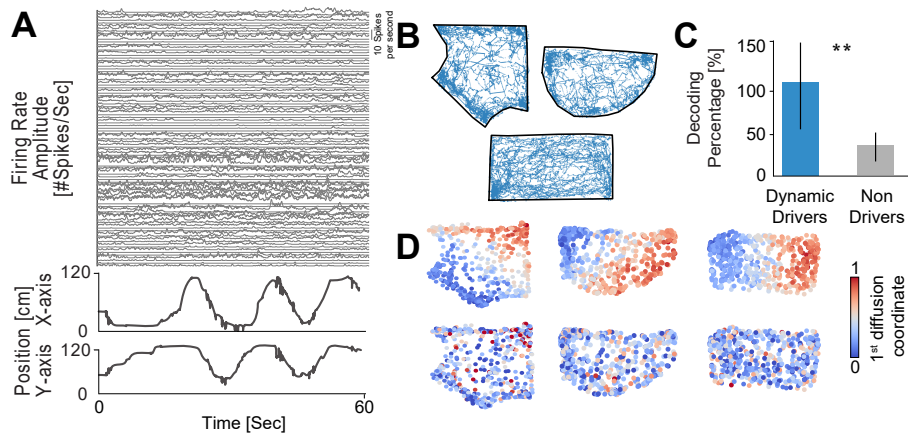 A
Firing Rate
Amplitude
[#Spikes/Sec]
10 Spikes
per second
Position [cm]
X-axis
Y-axis
120
0
120
0
0
60
Time [Sec]
B
C
**
Decoding
Percentage [%]
150
100
50
0
Dynamic
Drivers
Non
Drivers
D
1
0
1st diffusion
coordinate